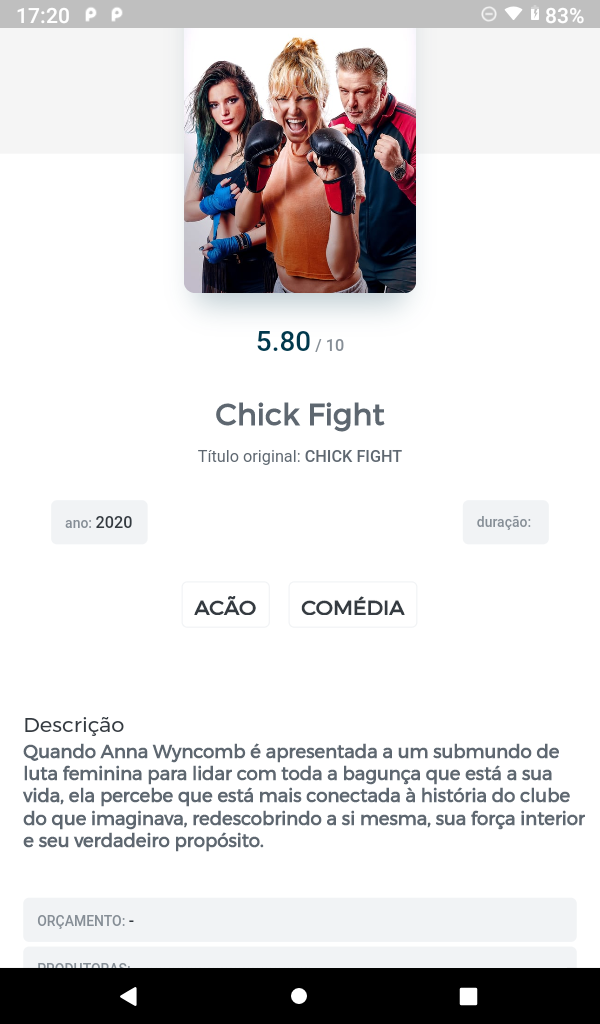 17:20
83%
5.80 / 10
Chick Fight
Título original: CHICK FIGHT
ano: 2020
duração:
ACÃO
COMÉDIA
Descrição
Quando Anna Wyncomb é apresentada a um submundo de
luta feminina para lidar com toda a bagunça que está a sua
vida, ela percebe que está mais conectada à história do clube
do que imaginava, redescobrindo a si mesma, sua força interior
e seu verdadeiro propósito.
ORÇAMENTO: -
PRODUTORAS: